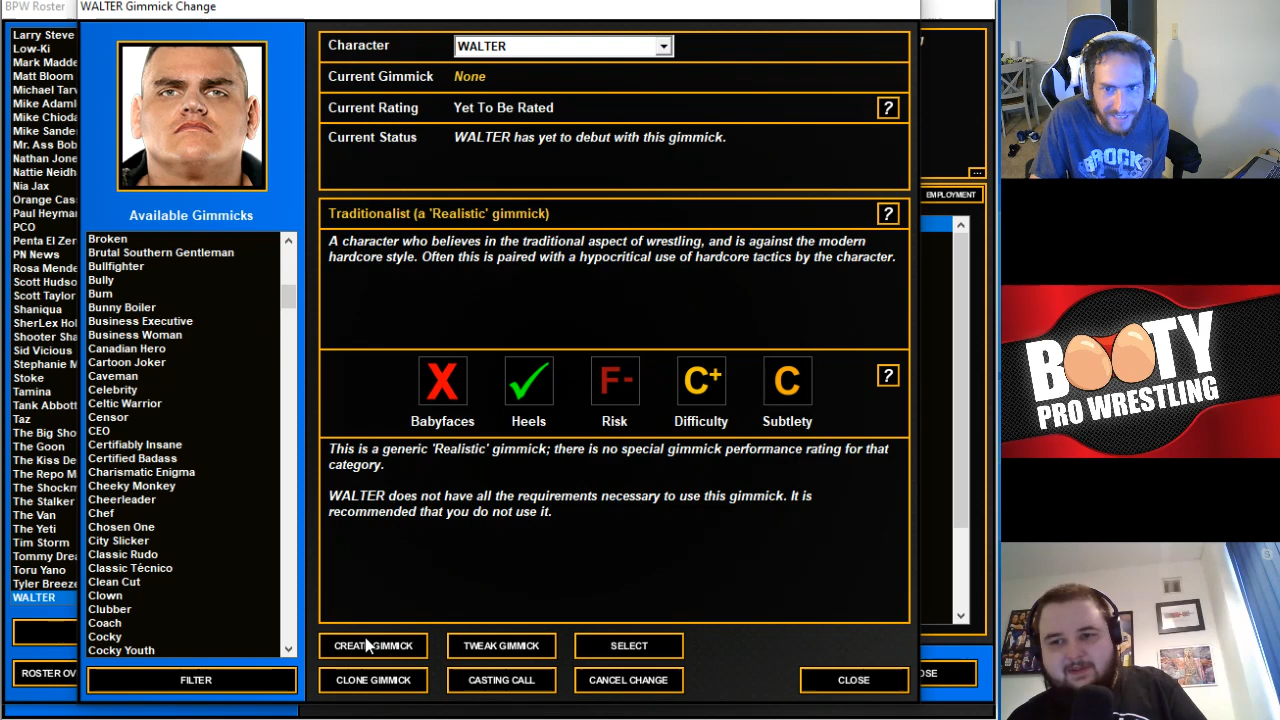 BPW Roster
WALTER Gimmick Change
Larry Steve
Low-Ki
Mark Madde
Matt Bloom
Michael Tarv
Mike Adaml
Mike Chioda
Mike Sande
Mr. Ass Bob
Nathan Jone
Nattie Neidh
Nia Jax
Orange Cas
Paul Heyma
PCO
Penta El Zer
PN News
Rosa Mende
Scott Hudso
Scott Taylor
Shaniqua
SherLex Hol
Shooter Sha
Sid Vicious
Stephanie M
Stoke
Tamina
Tank Abbott
Taz
The Big Sho
The Goon
The Kiss De
The Repo M
The Shockm
The Stalker
The Van
The Yeti
Tim Storm
Tommy Drea
Toru Yano
Tyler Breeze
WALTER
ROSTER OV
Available Gimmicks
Broken
Brutal Southern Gentleman
Bullfighter
Bully
Bum
Bunny Boiler
Business Executive
Business Woman
Canadian Hero
Cartoon Joker
Caveman
Celebrity
Celtic Warrior
Censor
CEO
Certifiably Insane
Certified Badass
Charismatic Enigma
Cheeky Monkey
Cheerleader
Chef
Chosen One
City Slicker
Classic Rudo
Classic Técnico
Clean Cut
Clown
Clubber
Coach
Cocky
Cocky Youth
FILTER
Character WALTER
Current Gimmick None
Current Rating Yet To Be Rated ?
Current Status WALTER has yet to debut with this gimmick.
Traditionalist (a 'Realistic' gimmick) ?
A character who believes in the traditional aspect of wrestling, and is against the modern
hardcore style. Often this is paired with a hypocritical use of hardcore tactics by the character.
X F- C+ C ?
Babyfaces Heels Risk Difficulty Subtlety
This is a generic 'Realistic' gimmick; there is no special gimmick performance rating for that
category.
WALTER does not have all the requirements necessary to use this gimmick. It is
recommended that you do not use it.
CREATE GIMMICK TWEAK GIMMICK SELECT
CLONE GIMMICK CASTING CALL CANCEL CHANGE CLOSE
...
EMPLOYMENT
OSE
BROCK
BOOTY
PRO WRESTLING